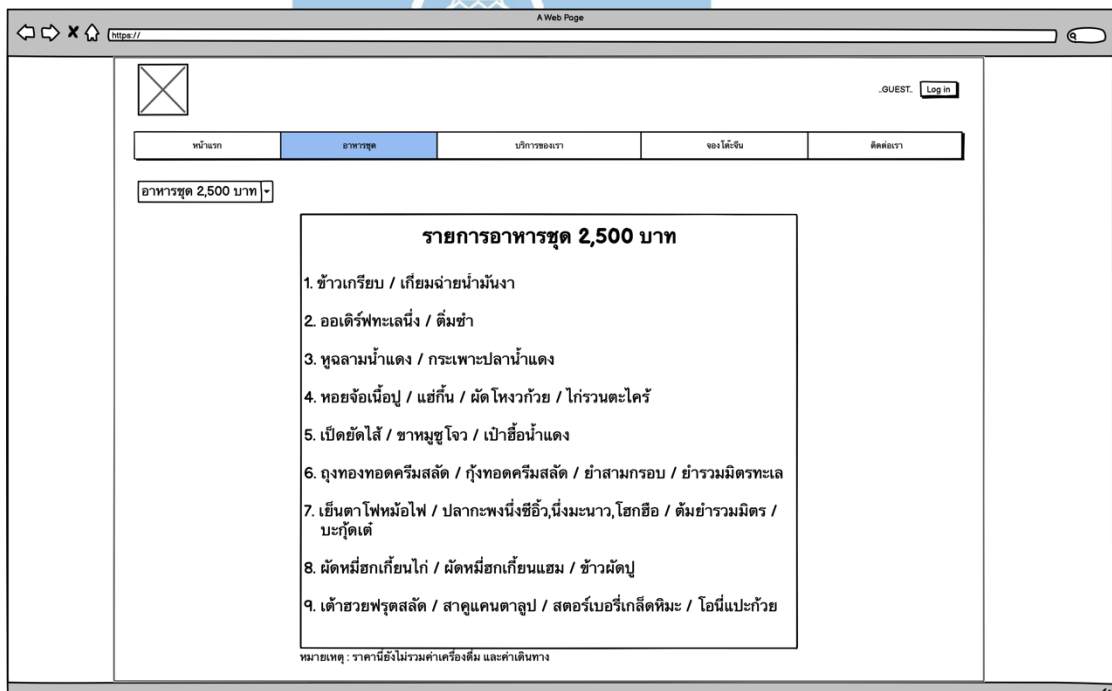 A Web Page
https://
..GUEST.. Log in
หน้าแรก อาหารชุด บริการของเรา จองโต๊ะจีน ติดต่อเรา
อาหารชุด 2,500 บาท
รายการอาหารชุด 2,500 บาท
1. ข้าวเกรียบ / เกี่ยมฉ่ายน้ำมันงา
2. ออเดิร์ฟทะเลนึ่ง / ติ่มซำ
3. หูฉลามน้ำแดง / กระเพาะปลาน้ำแดง
4. หอยจ้อเนื้อปู / แฮ่กึ้น / ผัดโหงวก้วย / ไก่รวนตะไคร้
5. เป็ดยัดไส้ / ขาหมูซูโจว / เป๋าฮื้อน้ำแดง
6. ถุงทองทอดครีมสลัด / กุ้งทอดครีมสลัด / ยำสามกรอบ / ยำรวมมิตรทะเล
7. เย็นตาโฟหม้อไฟ / ปลากะพงนึ่งซีอิ้ว,นึ่งมะนาว,โฮกฮือ / ต้มยำรวมมิตร /
บะกุ้ดเต๋
8. ผัดหมี่ฮกเกี้ยนไก่ / ผัดหมี่ฮกเกี้ยนแฮม / ข้าวผัดปู
9. เต้าฮวยฟรุตสลัด / สาคูแคนตาลูป / สตอร์เบอรี่เกล็ดหิมะ / โอนี่แปะก้วย
หมายเหตุ : ราคานี้ยังไม่รวมค่าเครื่องดื่ม และค่าเดินทาง